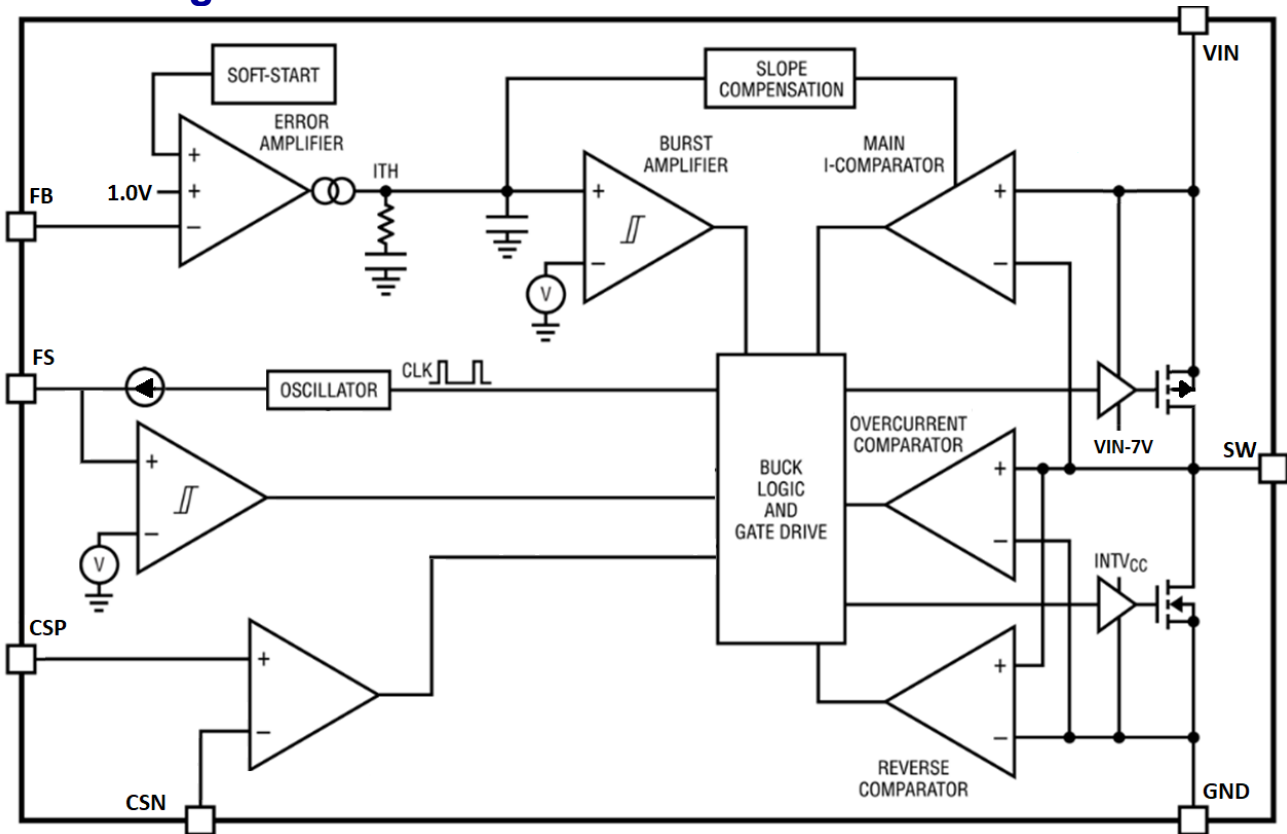 g
VIN
SOFT-START
SLOPE
COMPENSATION
ERROR
AMPLIFIER
BURST
AMPLIFIER
MAIN
I-COMPARATOR
ITH
+
1.0V
+
FB
−
+
−
+
−
V
FS
CLK
OSCILLATOR
VIN-7V
OVERCURRENT
COMPARATOR
SW
+
−
V
BUCK
LOGIC
AND
GATE DRIVE
+
−
INTVCC
CSP
+
−
+
−
REVERSE
COMPARATOR
CSN
GND